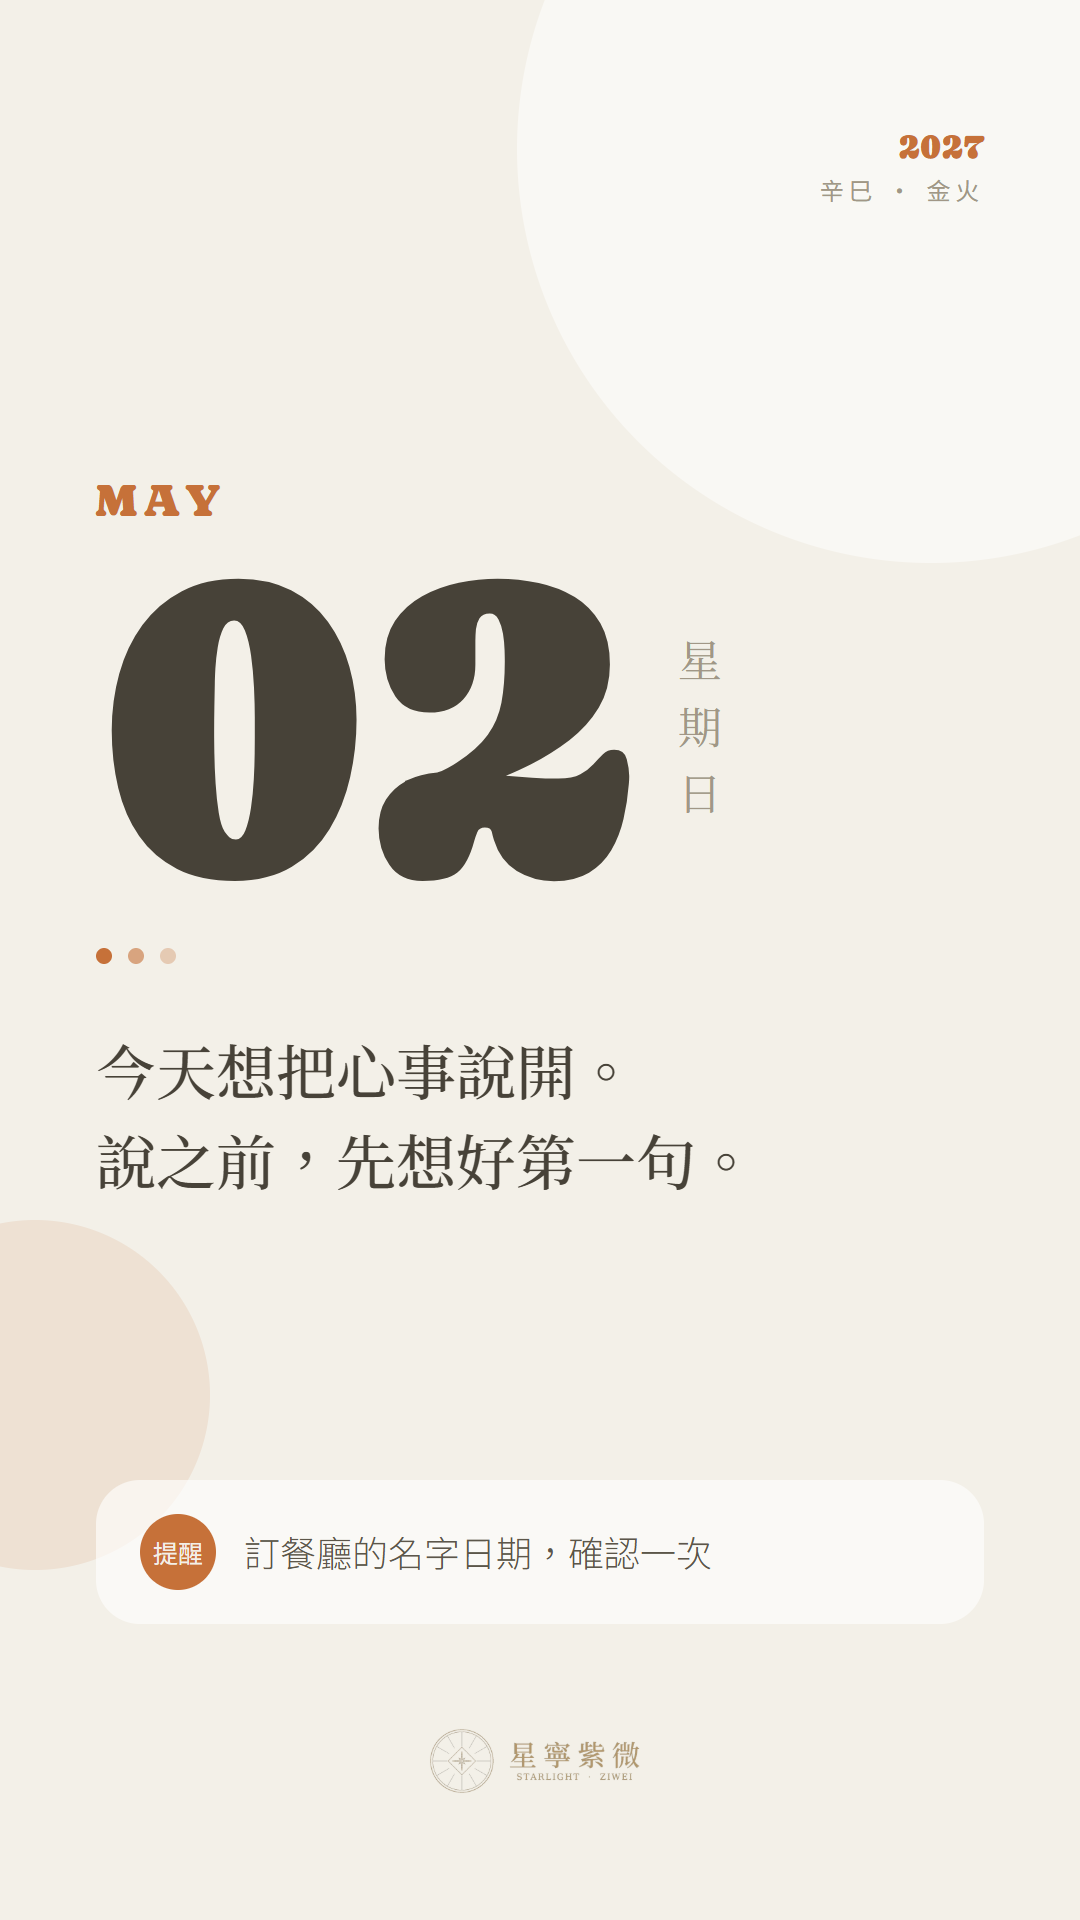 2027
辛巳 · 金火
MAY
02
星期日
今天想把心事說開。
說之前，先想好第一句。
提醒
訂餐廳的名字日期，確認一次
星寧紫微
STARLIGHT · ZIWEI